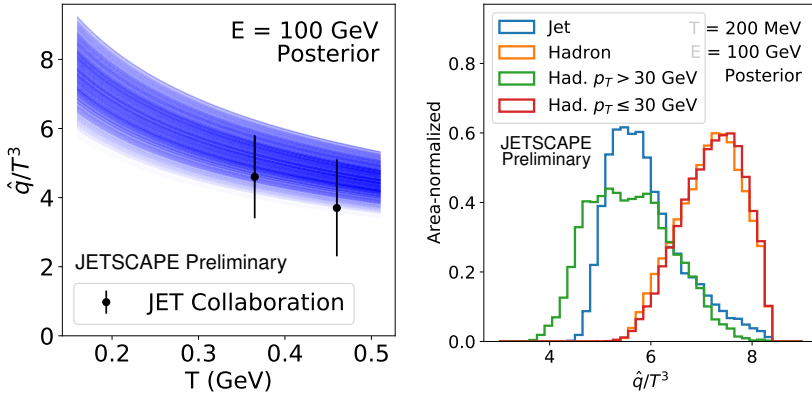 E = 100 GeV
Posterior
q̂/T³
8
6
4
2
0
JETSCAPE Preliminary
JET Collaboration
0.2
0.3
0.4
0.5
T (GeV)
Jet
Hadron
Had. p_T > 30 GeV
Had. p_T ≤ 30 GeV
T = 200 MeV
E = 100 GeV
Posterior
JETSCAPE
Preliminary
Area-normalized
0.8
0.6
0.4
0.2
0.0
4
6
8
q̂/T³